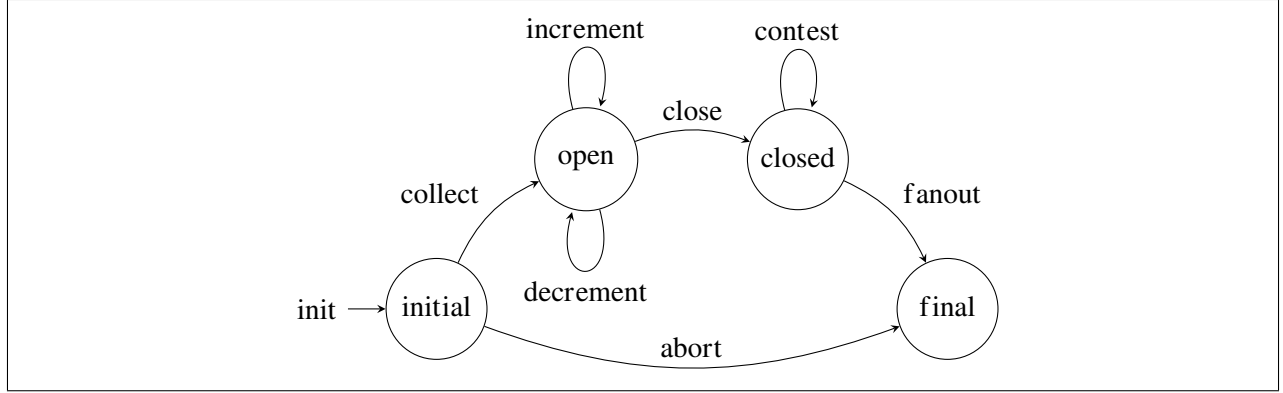 increment
contest
close
open
closed
collect
fanout
decrement
init
initial
final
abort